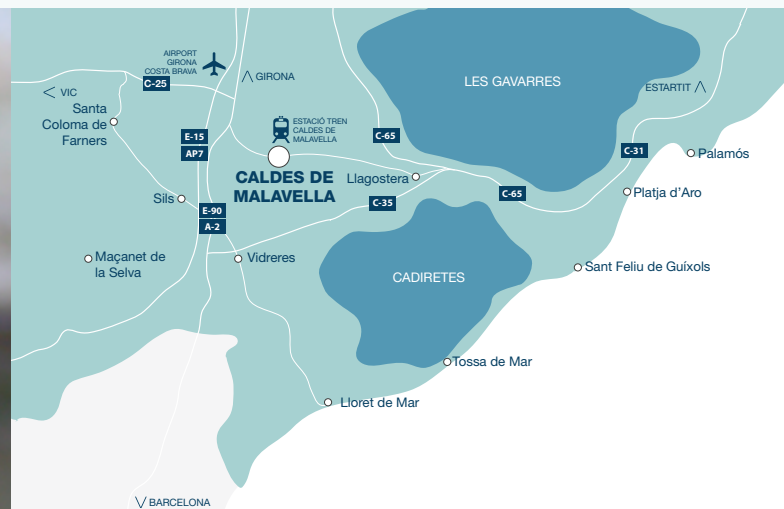 AIRPORT
GIRONA
COSTA BRAVA
C-25
GIRONA
VIC
LES GAVARRES
ESTARTIT
Santa
Coloma de
Farners
E-15
AP7
ESTACIÓ TREN
CALDES DE
MALAVELLA
C-65
C-31
Palamós
CALDES DE
MALAVELLA
Llagostera
C-65
Platja d'Aro
Sils
C-35
E-90
A-2
Maçanet de
la Selva
Vidreres
CADIRETES
Sant Feliu de Guíxols
Tossa de Mar
Lloret de Mar
BARCELONA